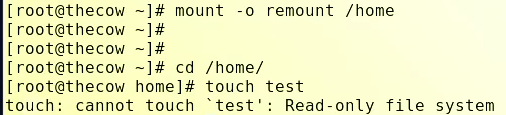 [root@thecow ~]# mount -o remount /home
[root@thecow ~]#
[root@thecow ~]#
[root@thecow ~]# cd /home/
[root@thecow home]# touch test
touch: cannot touch `test': Read-only file system